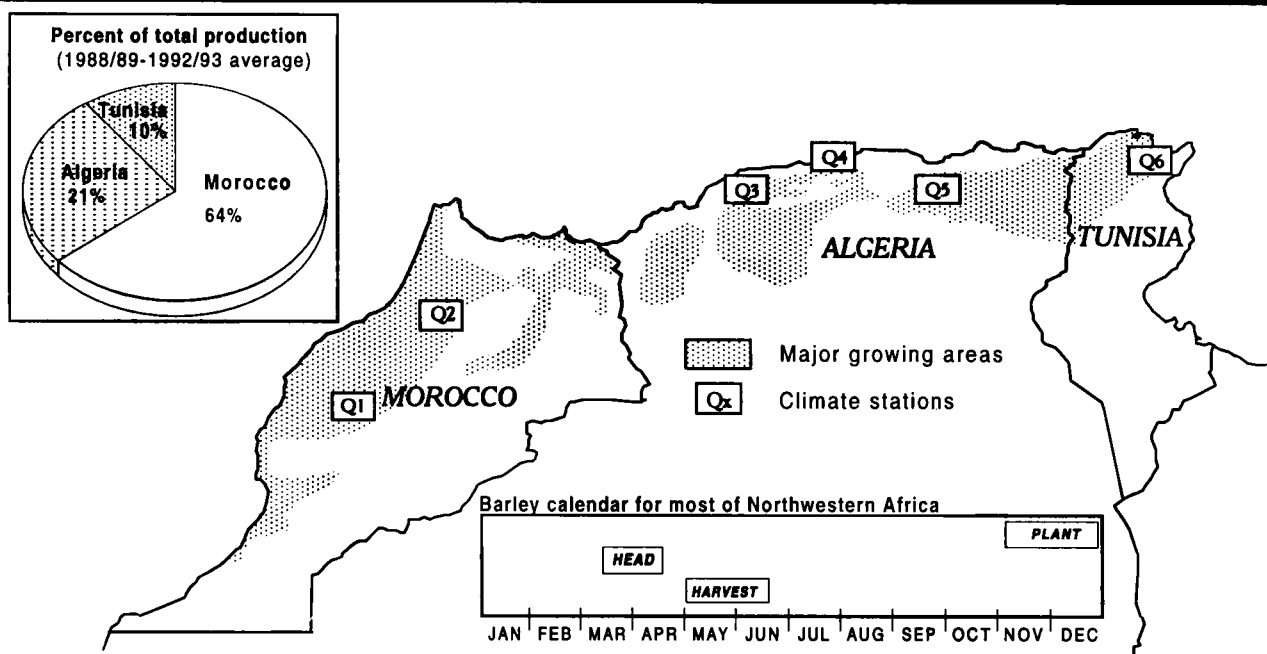 Percent of total production
(1988/89-1992/93 average)
Tunisia
10%
Algeria
21%
Morocco
64%
Q4
Q6
Q3
Q5
TUNISIA
ALGERIA
Q2
Major growing areas
Q1
MOROCCO
Qx
Climate stations
Barley calendar for most of Northwestern Africa
PLANT
HEAD
HARVEST
JAN FEB MAR APR MAY JUN JUL AUG SEP OCT NOV DEC